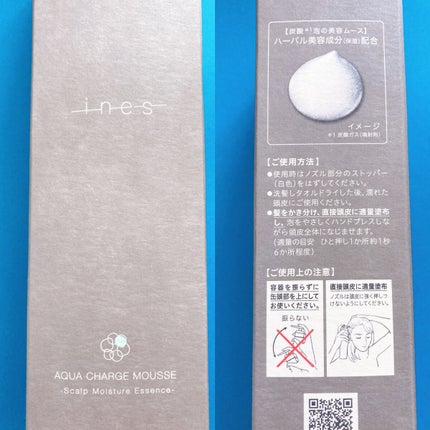 ines
AQUA CHARGE MOUSSE
-Scalp Moisture Essence-
【炭酸※1泡の美容ムース】
ハーバル美容成分(保湿)配合
イメージ
※1 炭酸ガス(噴射剤)
【ご使用方法】
●使用時はノズル部分のストッパー
(白色)をはずしてください。
●洗髪しタオルドライした後、濡れた
頭皮にご使用ください。
●髪をかき分け、直接頭皮に適量塗布
し、泡をやさしくハンドプレスしな
がら頭皮全体になじませます。
(適量の目安 ひと押し1か所約1秒
6か所程度)
【ご使用上の注意】
容器を振らずに
缶頭部を上にして
お使いください。
振らない
直接頭皮に適量塗布
ノズルは頭皮に強く押しつ
けないようにしてください。